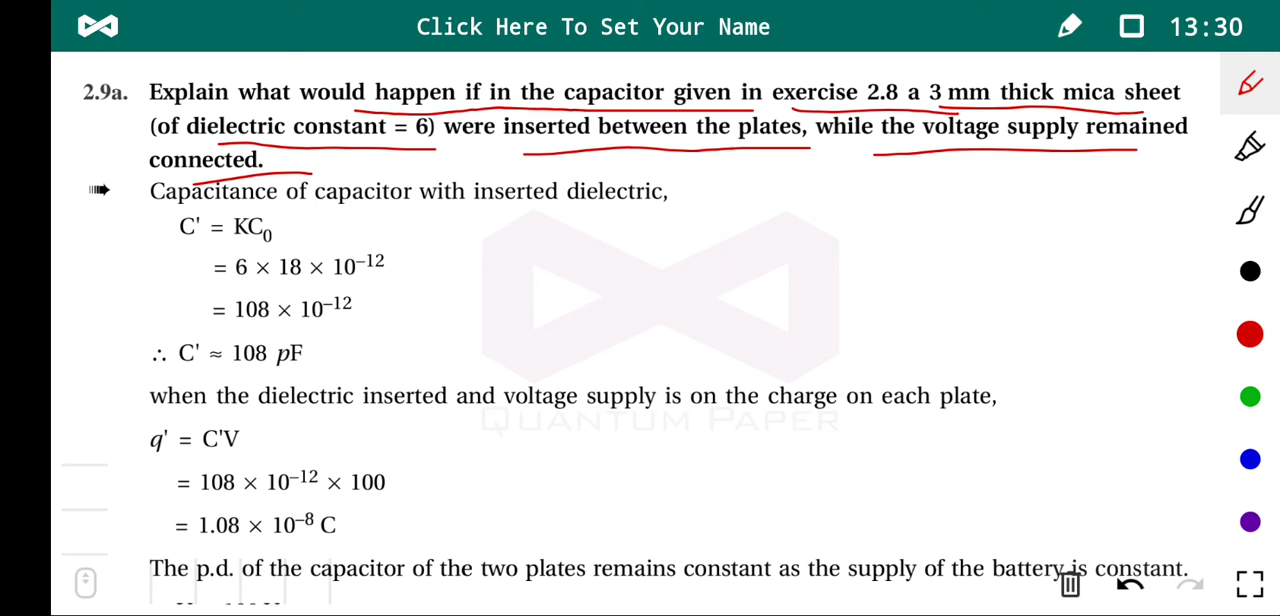 Click Here To Set Your Name
13:30
2.9a. Explain what would happen if in the capacitor given in exercise 2.8 a 3 mm thick mica sheet
(of dielectric constant = 6) were inserted between the plates, while the voltage supply remained
connected.
➠ Capacitance of capacitor with inserted dielectric,
C' = KC₀
= 6 × 18 × 10⁻¹²
= 108 × 10⁻¹²
∴ C' ≈ 108 pF
when the dielectric inserted and voltage supply is on the charge on each plate,
QUANTUM PAPER
q' = C'V
= 108 × 10⁻¹² × 100
= 1.08 × 10⁻⁸ C
The p.d. of the capacitor of the two plates remains constant as the supply of the battery is constant.